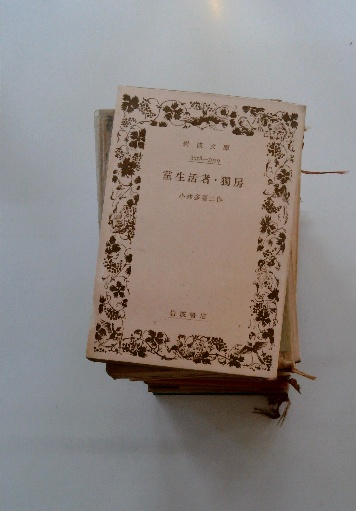 岩波文庫
黨生活者・獨房
小林多喜二作
岩波書店